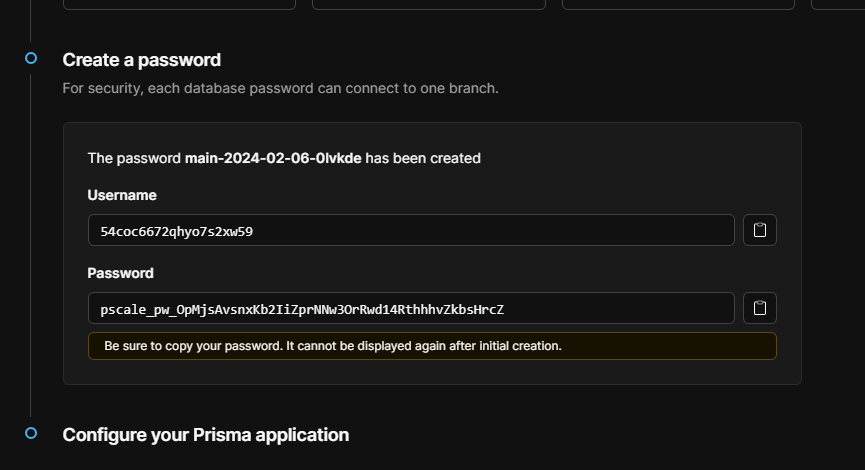 Create a password
For security, each database password can connect to one branch.
The password main-2024-02-06-0lvkde has been created
Username
54coc6672qhyo7s2xw59
Password
pscale_pw_OpMjsAvsnxKb2IiZprNNw3OrRwd14RthhhvZkbsHrcZ
Be sure to copy your password. It cannot be displayed again after initial creation.
Configure your Prisma application